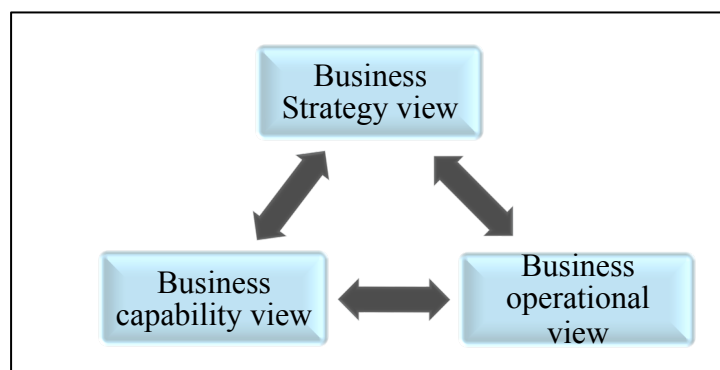 Business
Strategy view
Business
capability view
Business
operational
view